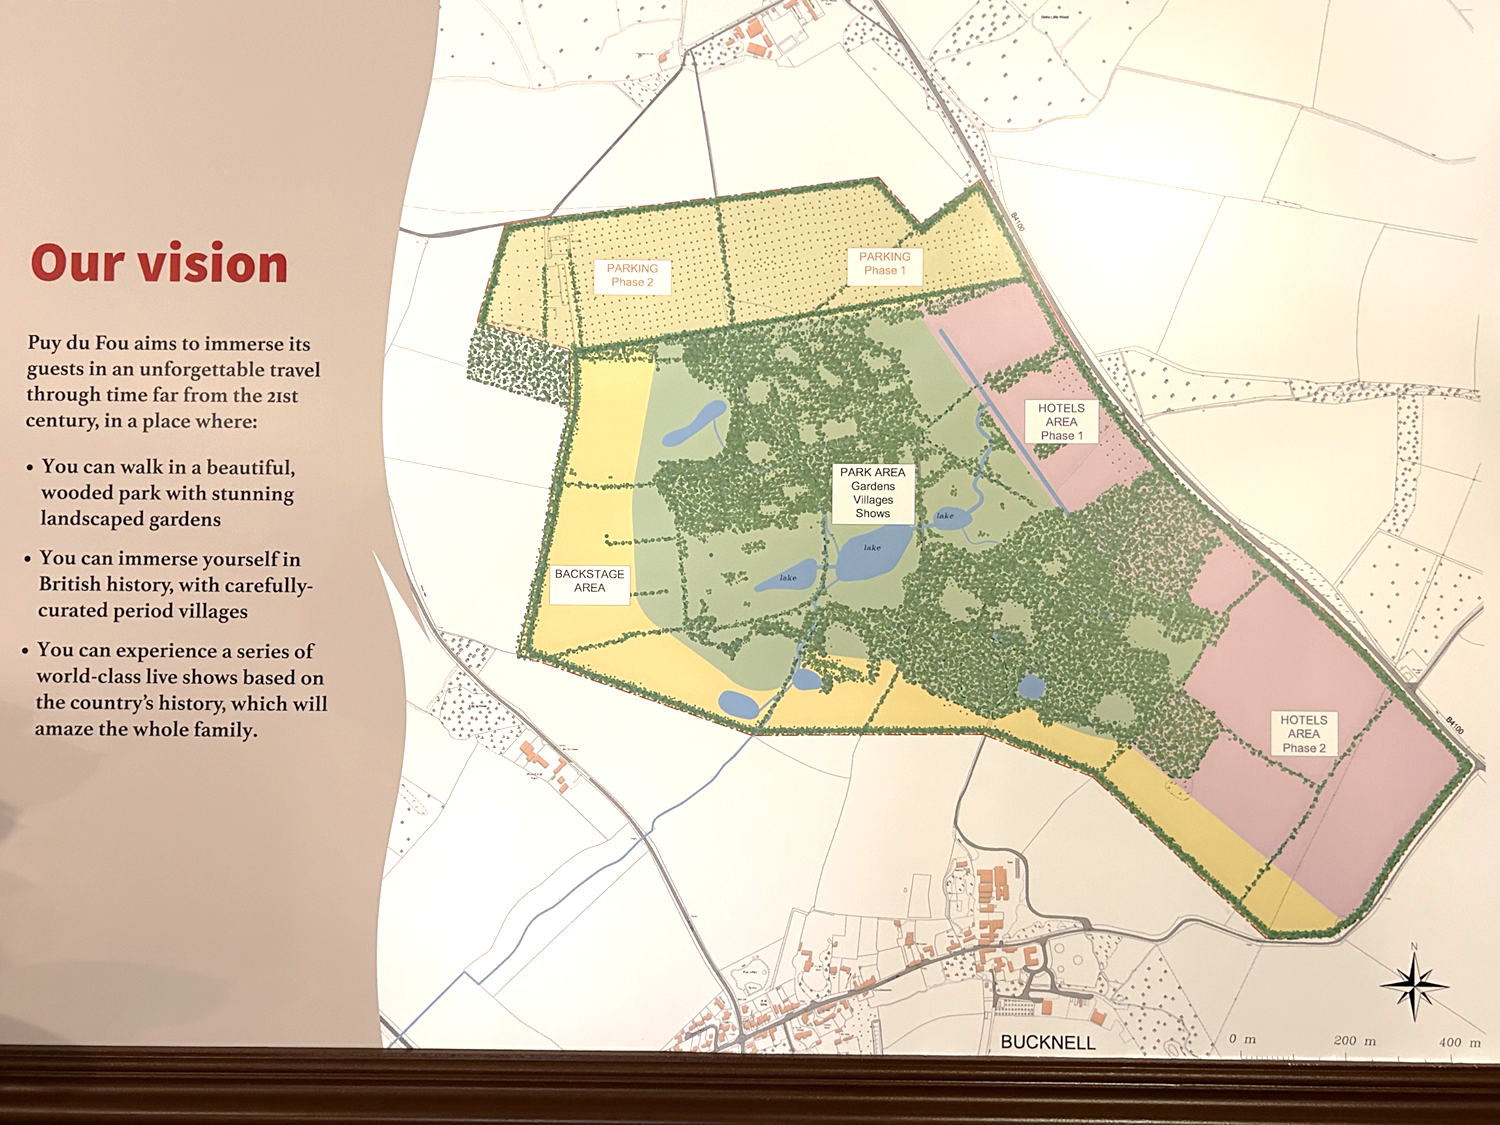 Our vision
Puy du Fou aims to immerse its
guests in an unforgettable travel
through time far from the 21st
century, in a place where:
• You can walk in a beautiful,
wooded park with stunning
landscaped gardens
• You can immerse yourself in
British history, with carefully-
curated period villages
• You can experience a series of
world-class live shows based on
the country's history, which will
amaze the whole family.
B4100
PARKING
Phase 2
PARKING
Phase 1
HOTELS
AREA
Phase 1
PARK AREA
Gardens
Villages
Shows
lake
lake
lake
BACKSTAGE
AREA
HOTELS
AREA
Phase 2
B4100
N
BUCKNELL
0 m
200 m
400 m